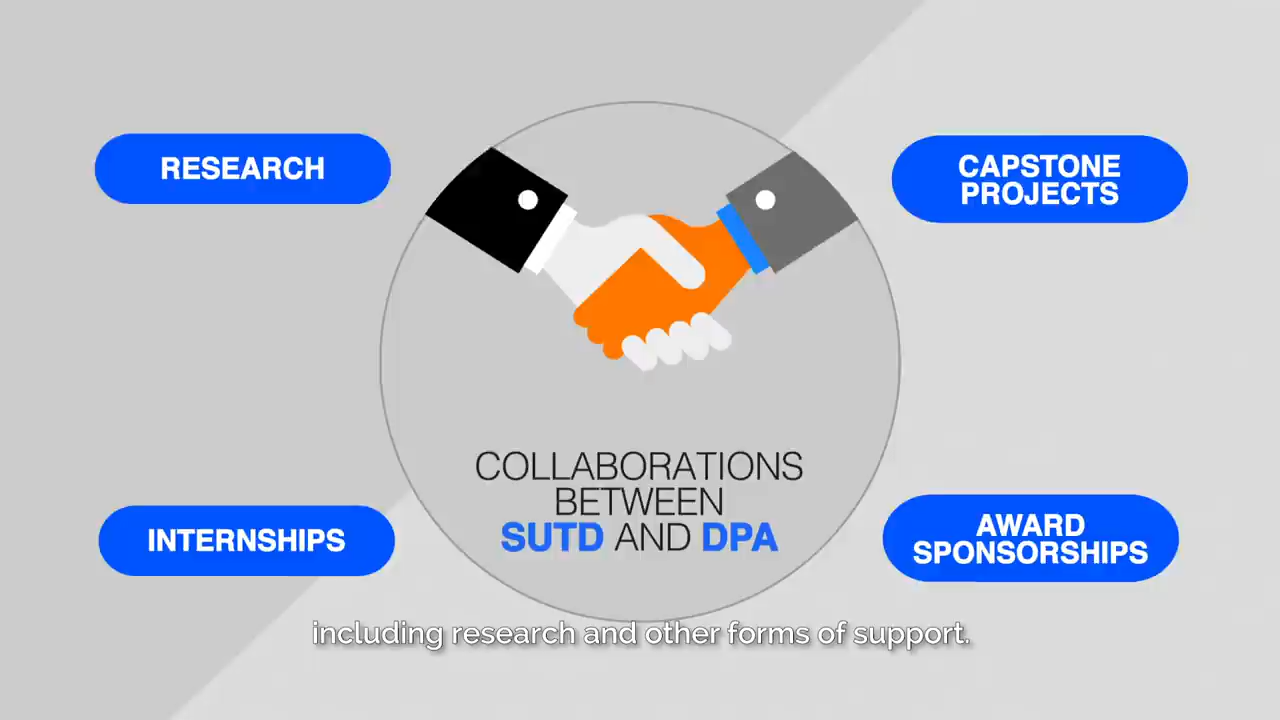 RESEARCH
CAPSTONE
PROJECTS
COLLABORATIONS
BETWEEN
SUTD AND DPA
INTERNSHIPS
AWARD
SPONSORSHIPS
including research and other forms of support.